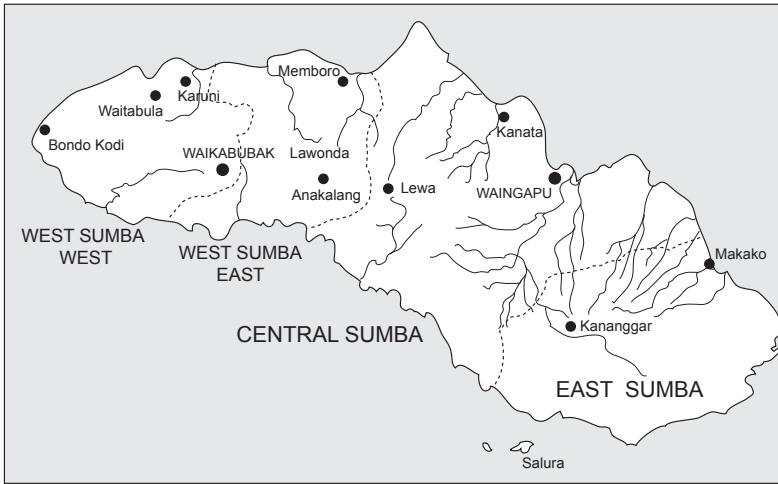 Memboro
Karuni
Waitabula
Kanata
Bondo Kodi
WAIKABUBAK
Lawonda
Anakalang
Lewa
WAINGAPU
WEST SUMBA
WEST
WEST SUMBA
EAST
Makako
CENTRAL SUMBA
Kananggar
EAST SUMBA
Salura